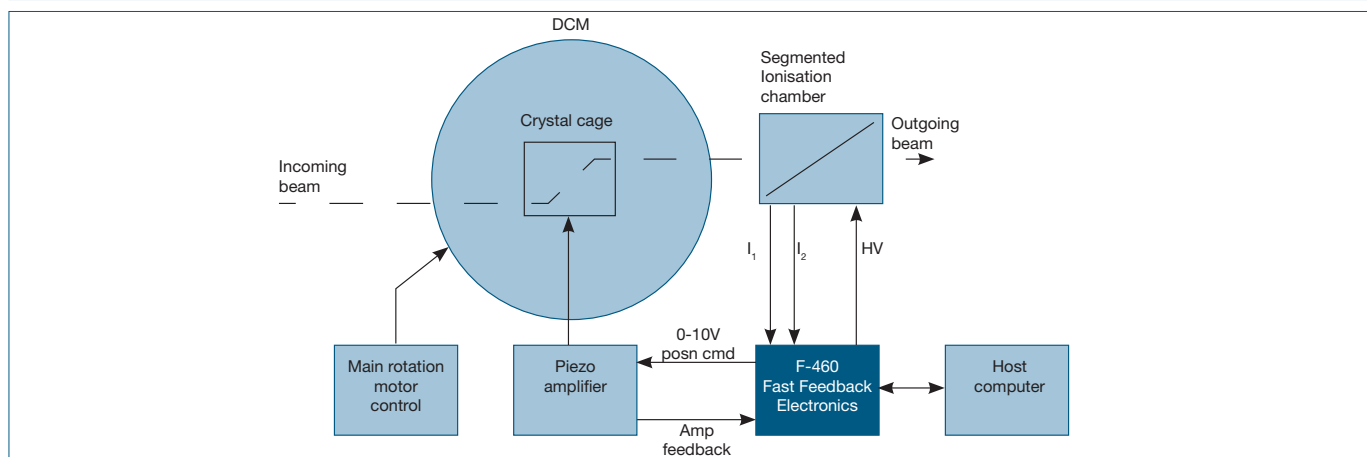 DCM
Segmented
Ionisation
chamber
Crystal cage
Outgoing
beam
Incoming
beam
I₁
I₂
HV
0-10V
posn cmd
Main rotation
motor
control
Piezo
amplifier
F-460
Fast Feedback
Electronics
Host
computer
Amp
feedback